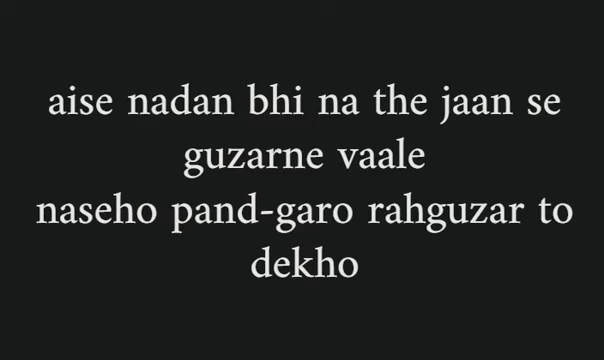 aise nadan bhi na the jaan se
guzarne vaale
naseho pand-garo rahguzar to
dekho